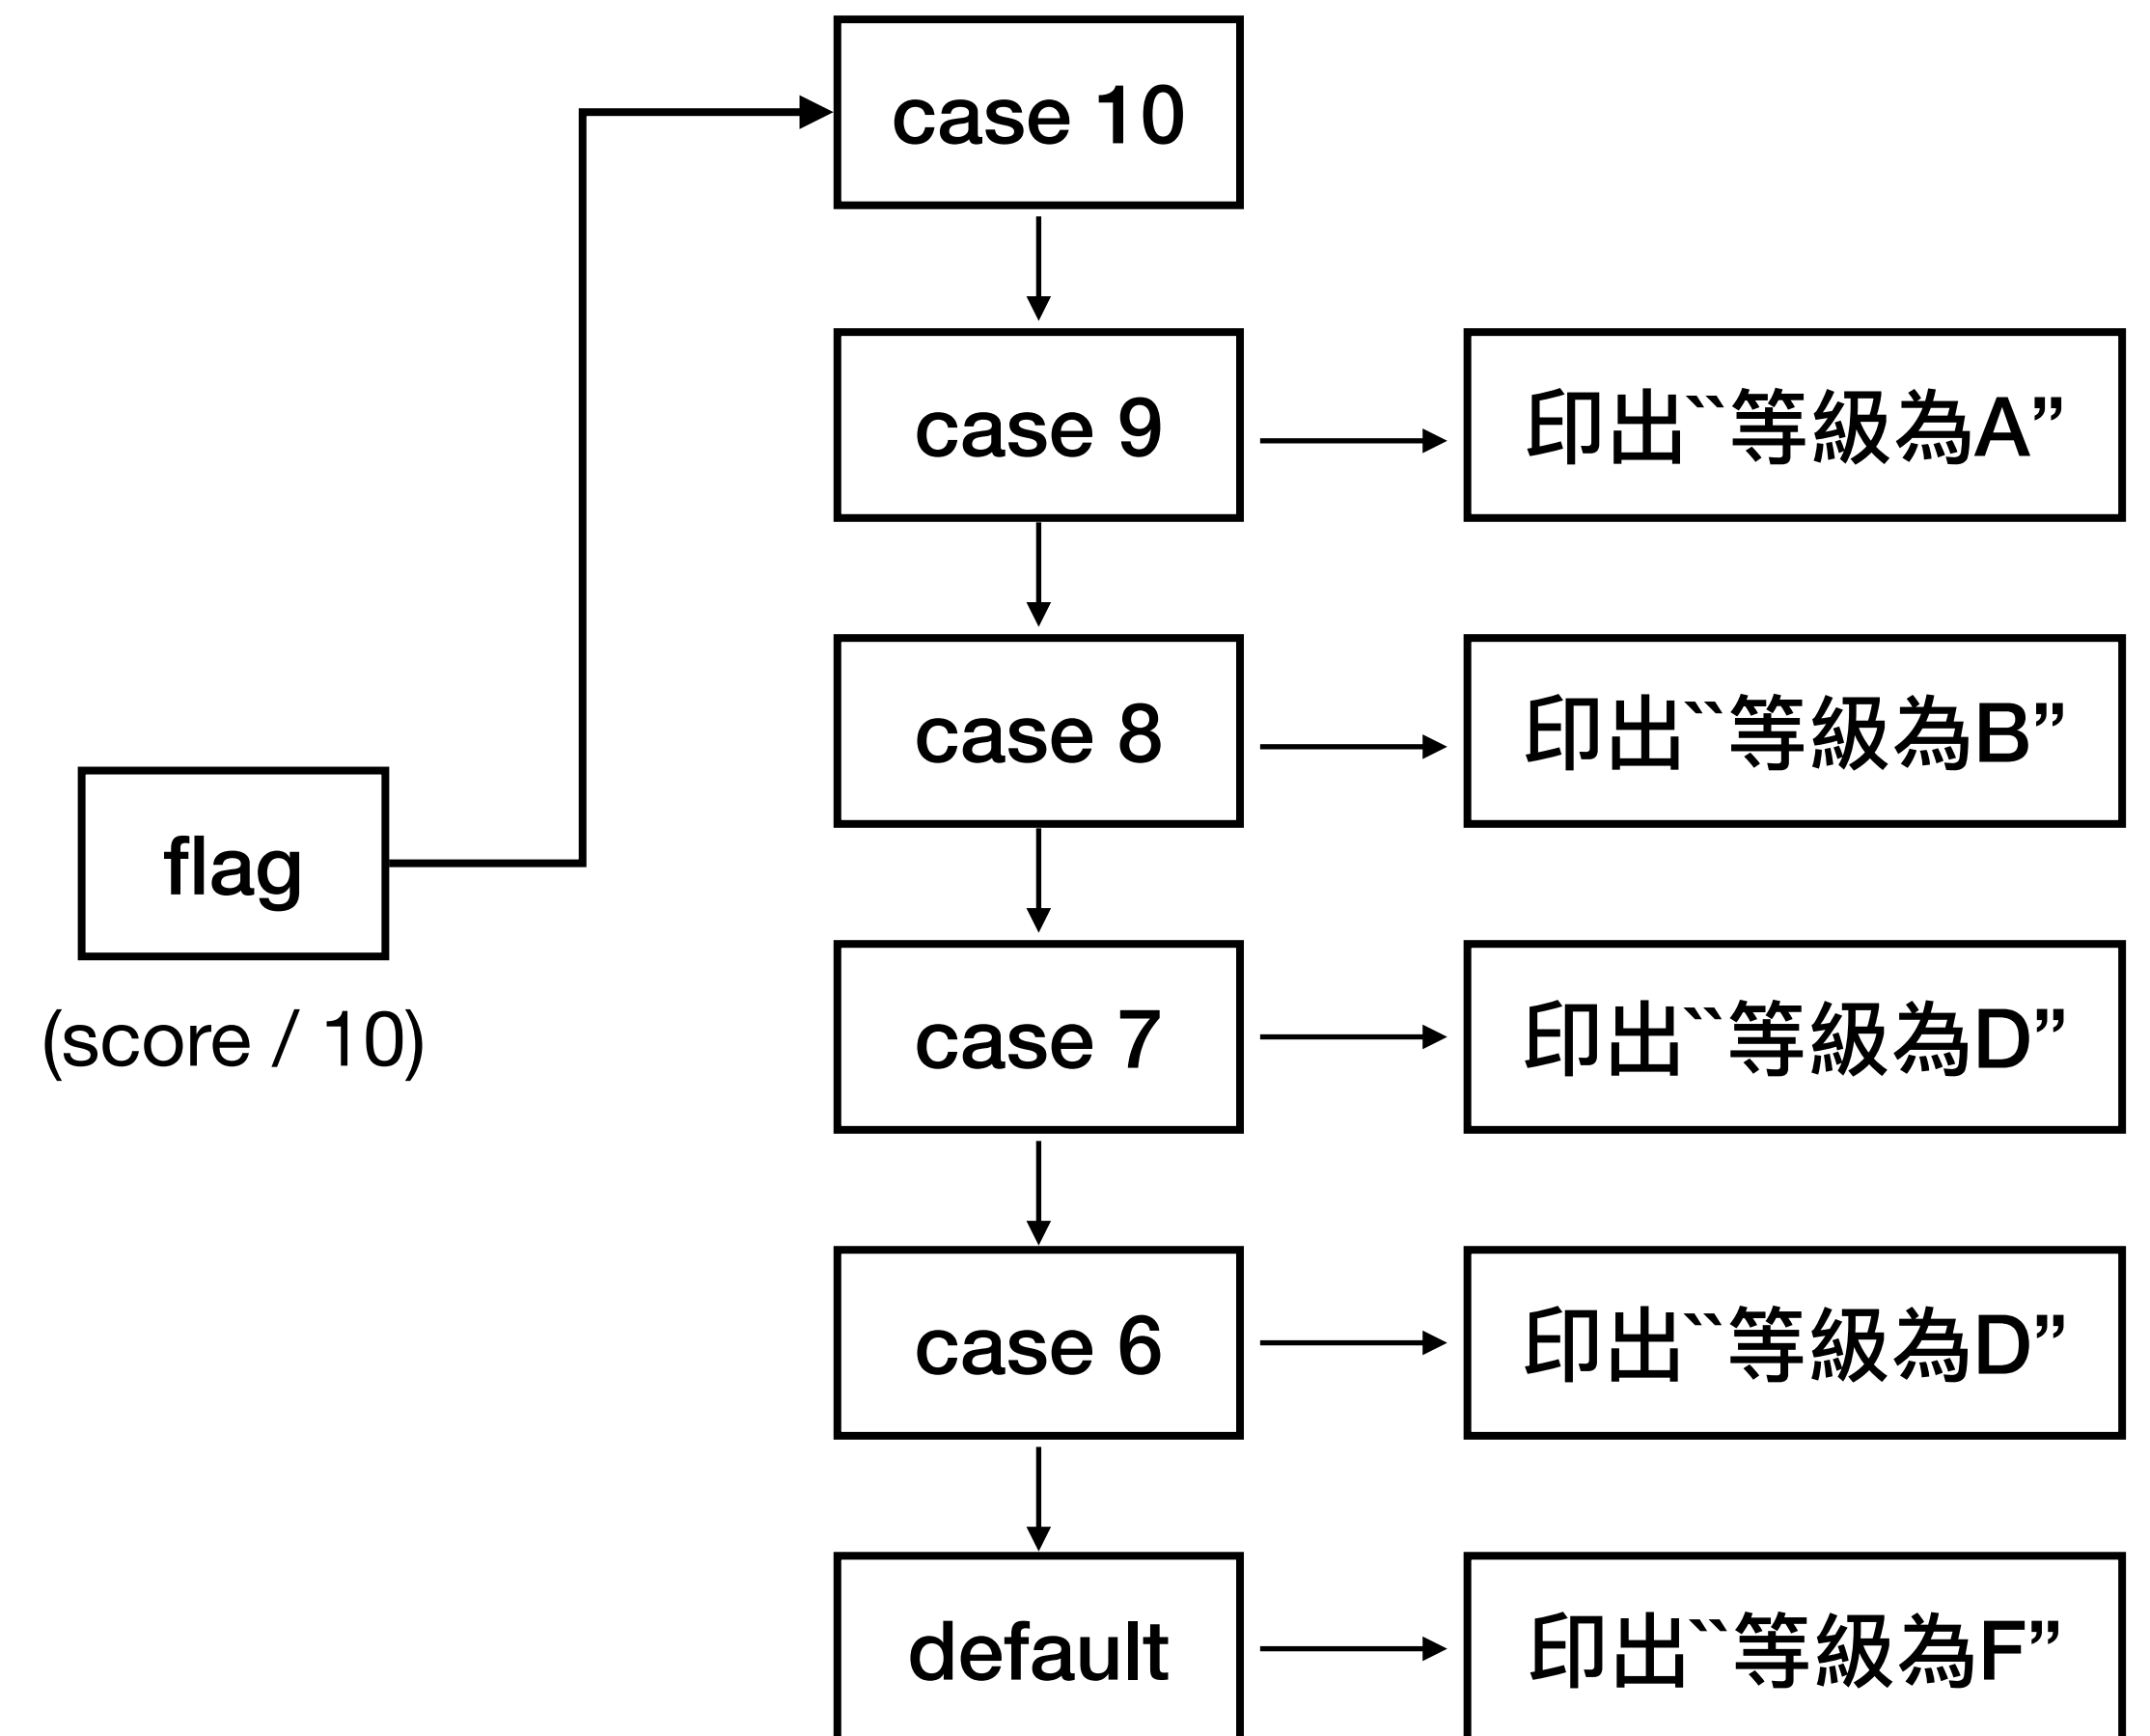 case 10
case 9
印出``等級為A”
case 8
印出``等級為B”
flag
(score / 10)
case 7
印出``等級為D”
case 6
印出``等級為D”
default
印出``等級為F”